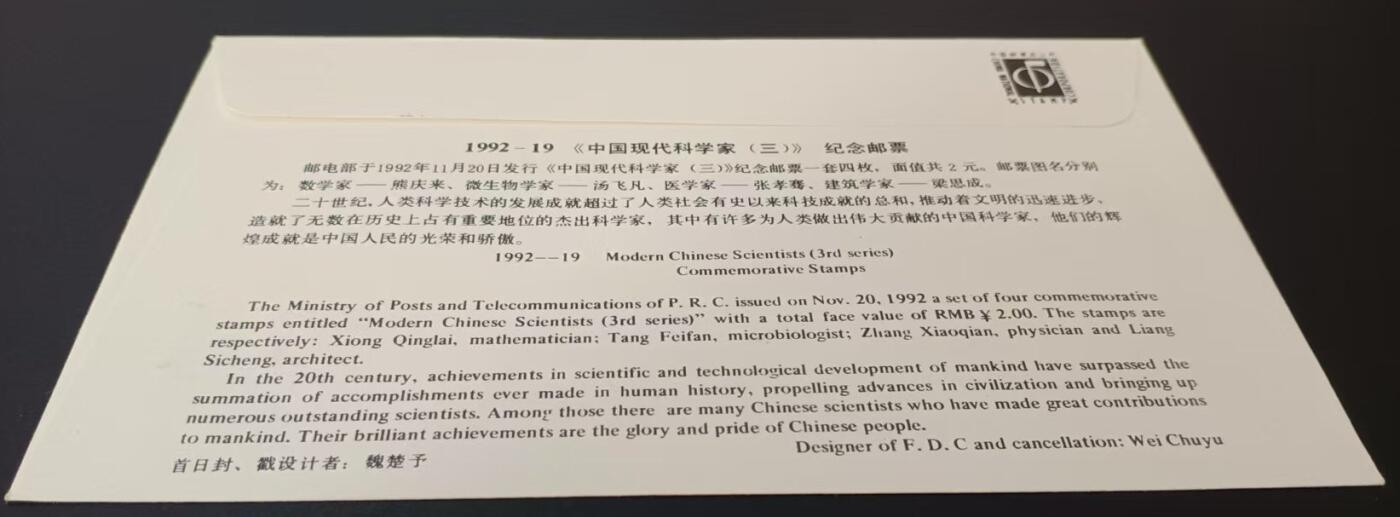 1992－19 《中国现代科学家（三）》 纪念邮票
邮电部于1992年11月20日发行《中国现代科学家（三）》纪念邮票一套四枚，面值共2元。邮票图名分别
为：数学家——熊庆来、微生物学家——汤飞凡、医学家——张孝骞、建筑学家——梁思成。
二十世纪，人类科学技术的发展成就超过了人类社会有史以来科技成就的总和，推动着文明的迅速进步，
造就了无数在历史上占有重要地位的杰出科学家，其中有许多为人类做出伟大贡献的中国科学家，他们的辉
煌成就是中国人民的光荣和骄傲。
1992——19 Modern Chinese Scientists (3rd series)
Commemorative Stamps
The Ministry of Posts and Telecommunications of P. R. C. issued on Nov. 20, 1992 a set of four commemorative
stamps entitled “Modern Chinese Scientists (3rd series)” with a total face value of RMB￥2.00. The stamps are
respectively: Xiong Qinglai, mathematician; Tang Feifan, microbiologist; Zhang Xiaoqian, physician and Liang
Sicheng, architect.
In the 20th century, achievements in scientific and technological development of mankind have surpassed the
summation of accomplishments ever made in human history, propelling advances in civilization and bringing up
numerous outstanding scientists. Among those there are many Chinese scientists who have made great contributions
to mankind. Their brilliant achievements are the glory and pride of Chinese people.
Designer of F. D. C and cancellation: Wei Chuyu
首日封、戳设计者：魏楚予